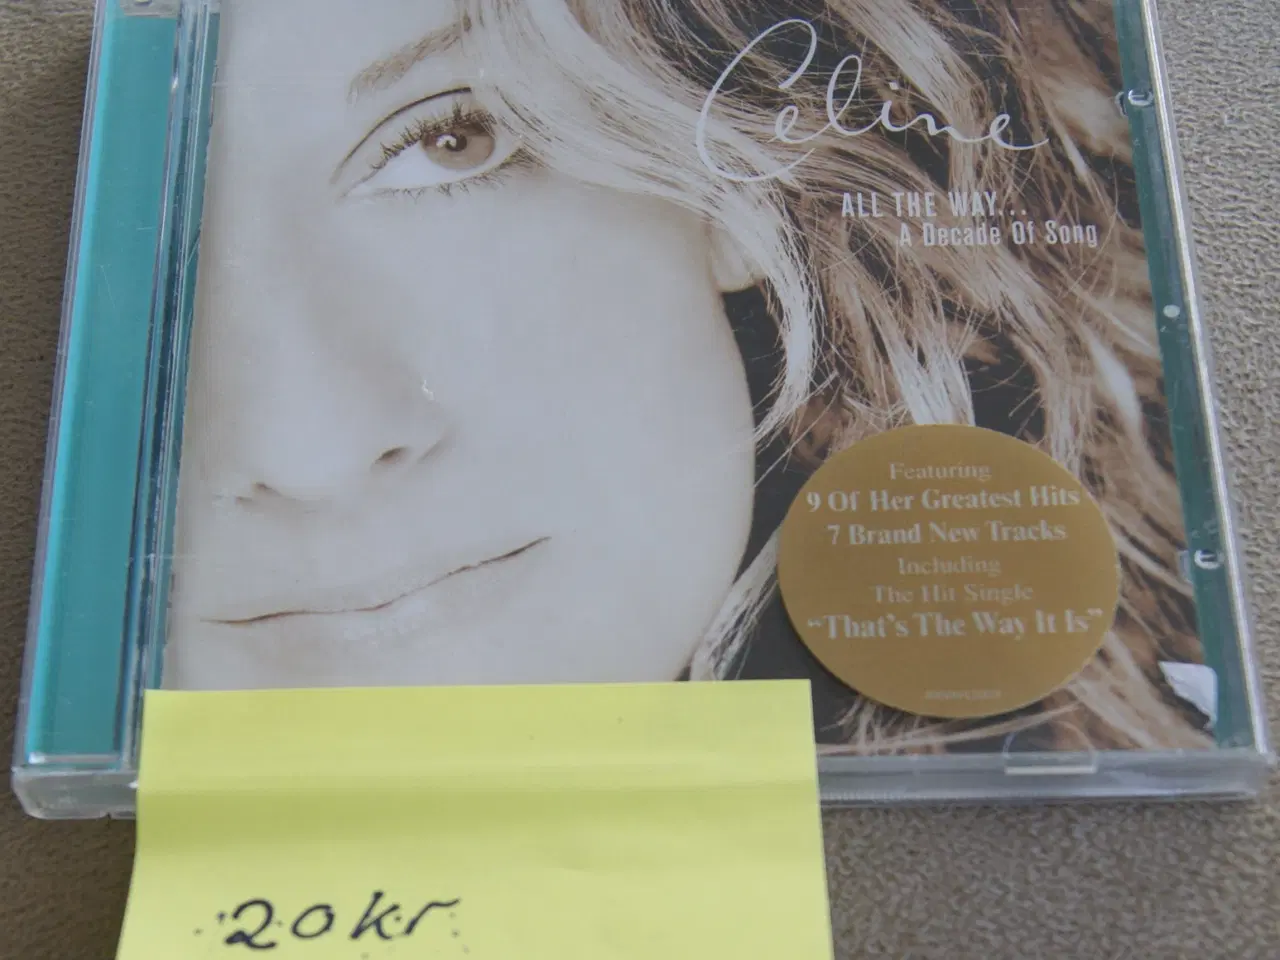 Celine
ALL THE WAY...
A Decade Of Song
Featuring
9 Of Her Greatest Hits
7 Brand New Tracks
Including
The Hit Single
“That's The Way It Is”
20kr